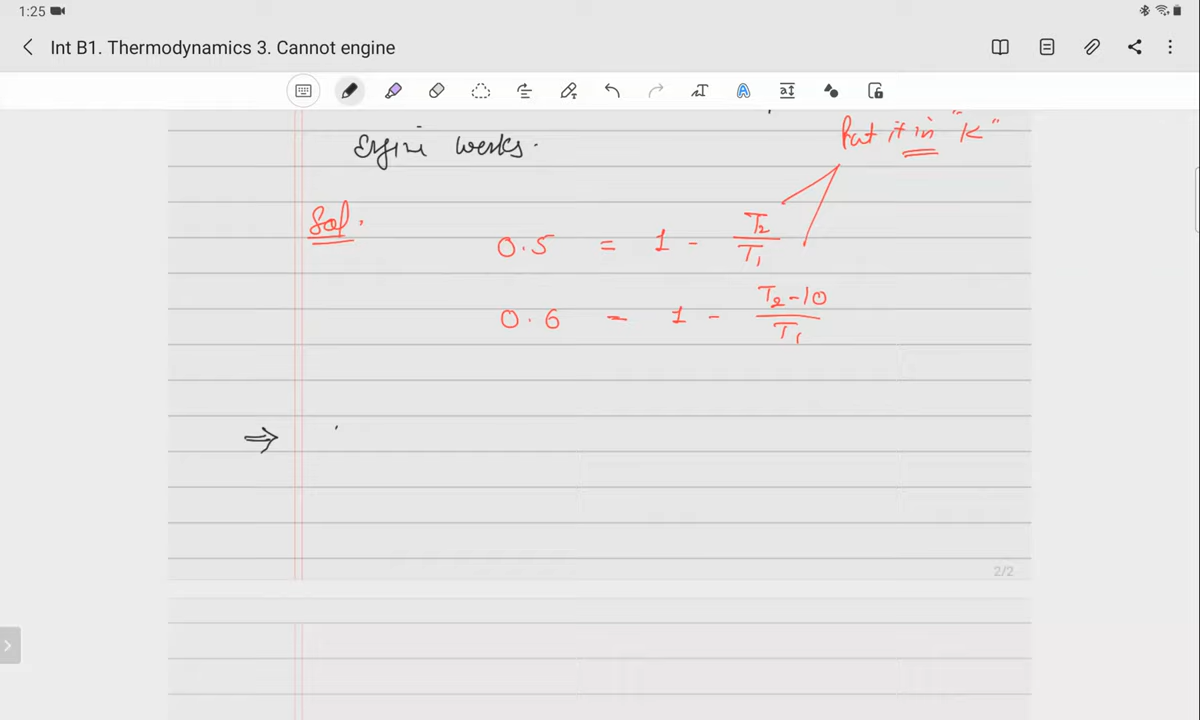 1:25
Int B1. Thermodynamics 3. Cannot engine
Put it in "K"
Engine works.
Sol.
0.5 = 1 - T₂/T₁
0.6 = 1 - T₂-10/T₁
⇒
2/2